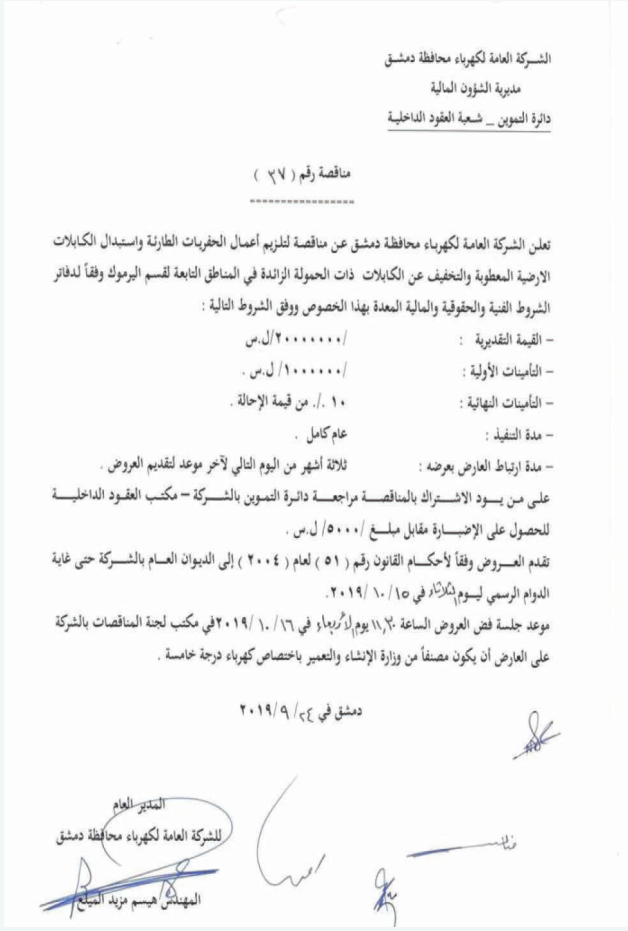 الشركة العامة لكهرباء محافظة دمشق
مديرية الشؤون المالية
دائرة التموين _ شعبة العقود الداخلية
مناقصة رقم ( ٣٧ )
-----------------
تعلن الشركة العامة لكهرباء محافظة دمشق عن مناقصة لتلزيم أعمال الحفريات الطارئة واستبدال الكابلات
الارضية المعطوبة والتخفيف عن الكابلات ذات الحمولة الزائدة في المناطق التابعة لقسم اليرموك وفقاً لدفاتر
الشروط الفنية والحقوقية والمالية المعدة بهذا الخصوص ووفق الشروط التالية :
– القيمة التقديرية : /٢٠٠٠٠٠٠٠/ل.س
– التأمينات الأولية : /١٠٠٠٠٠٠/ ل.س .
– التأمينات النهائية : ١٠ ./. من قيمة الإحالة .
– مدة التنفيذ : عام كامل .
– مدة ارتباط العارض بعرضه : ثلاثة أشهر من اليوم التالي لآخر موعد لتقديم العروض .
على من يود الاشتراك بالمناقصة مراجعة دائرة التموين بالشركة – مكتب العقود الداخلية
للحصول على الإضبارة مقابل مبلغ /٥٠٠٠/ ل.س .
تقدم العروض وفقاً لأحكام القانون رقم ( ٥١ ) لعام ( ٢٠٠٤ ) إلى الديوان العام بالشركة حتى غاية
الدوام الرسمي ليوم الثلاثاء في ١٥/ ١٠/ ٢٠١٩.
موعد جلسة فض العروض الساعة ١١,٣٠ يوم الأربعاء في ١٦/ ١٠/ ٢٠١٩في مكتب لجنة المناقصات بالشركة
على العارض أن يكون مصنفاً من وزارة الإنشاء والتعمير باختصاص كهرباء درجة خامسة .
دمشق في ٢٤/ ٩/ ٢٠١٩
المدير العام
للشركة العامة لكهرباء محافظة دمشق
المهندس هيسم مزيد الميلع